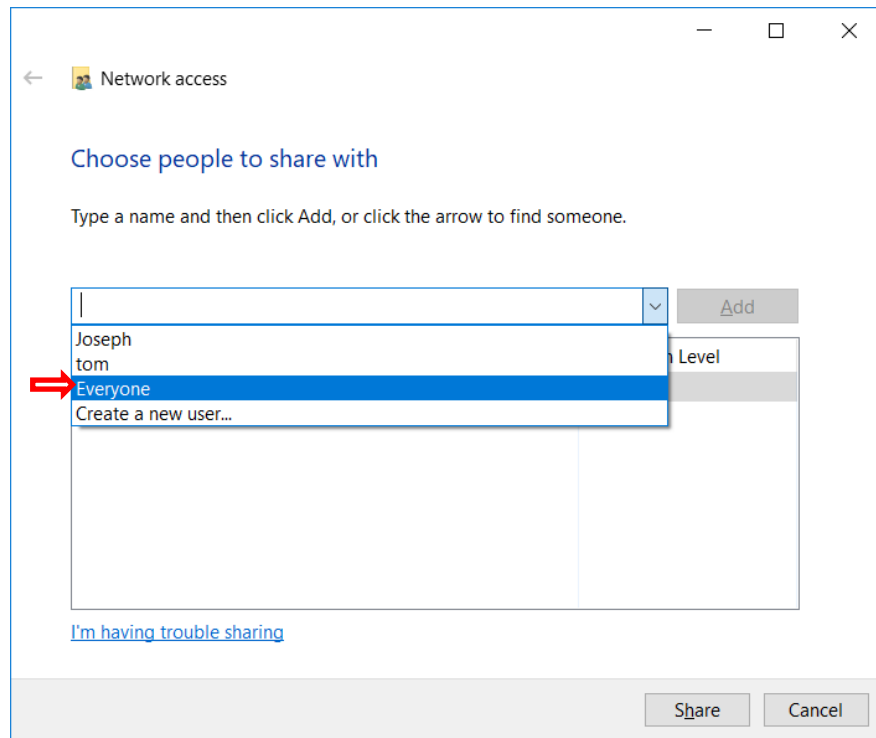 Network access
Choose people to share with
Type a name and then click Add, or click the arrow to find someone.
Add
Joseph
tom
Level
Everyone
Create a new user...
I'm having trouble sharing
Share
Cancel